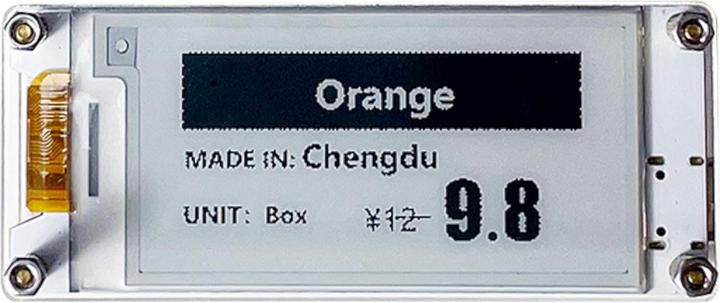 Orange
MADE IN: Chengdu
UNIT: Box ¥12 9.8